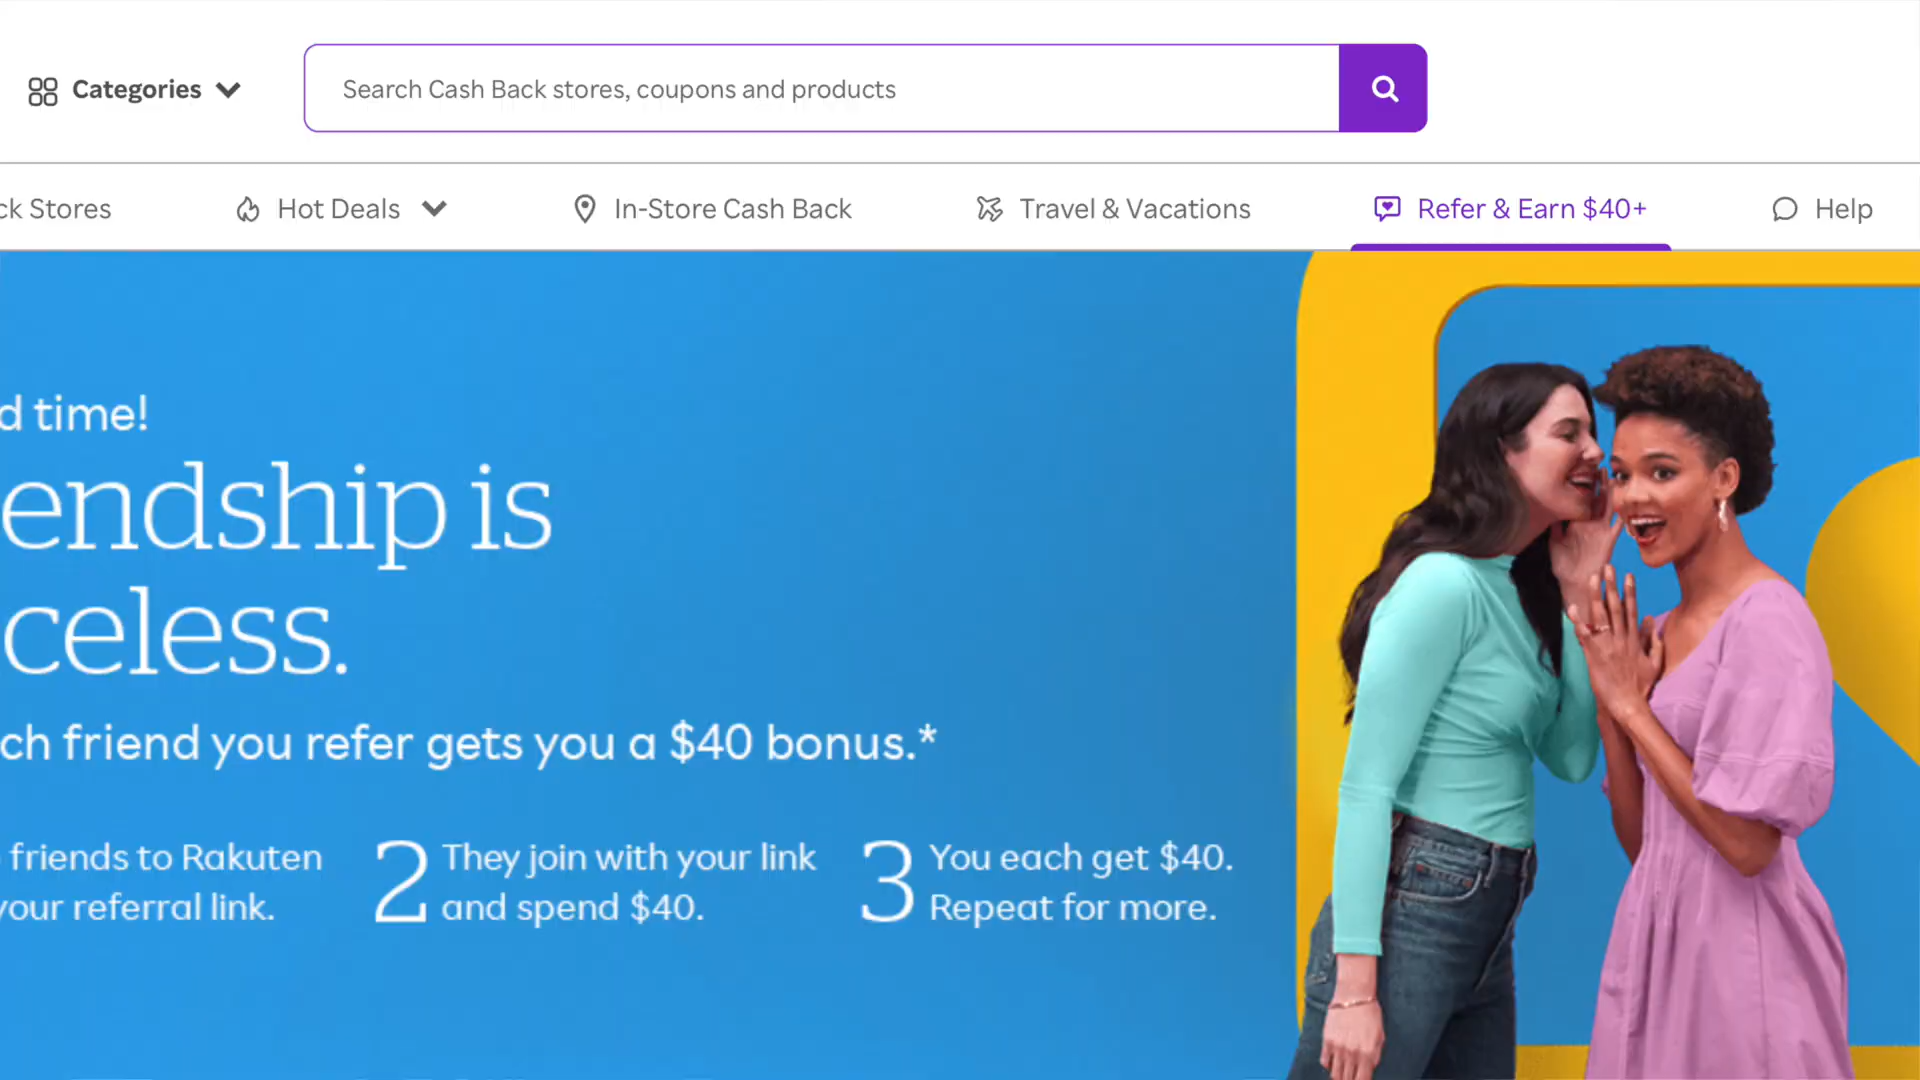 Categories
Search Cash Back stores, coupons and products
ck Stores
Hot Deals
In-Store Cash Back
Travel & Vacations
Refer & Earn $40+
Help
d time!
endship is
celess.
ch friend you refer gets you a $40 bonus.*
friends to Rakuten
your referral link.
2
They join with your link
and spend $40.
3
You each get $40.
Repeat for more.